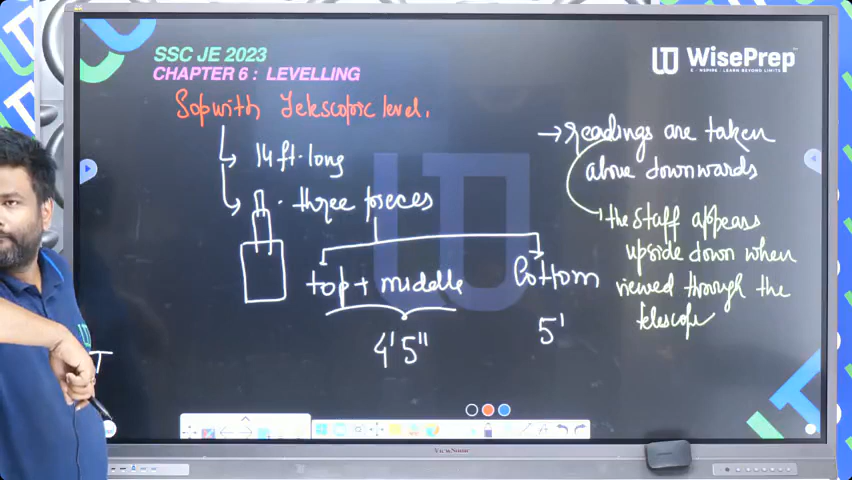 SSC JE 2023
CHAPTER 6 : LEVELLING
WisePrep
Sopwith Telescopic level.
14 ft. long
three pieces
top + middle
bottom
4' 5"
5'
→ readings are taken
above downwards
the staff appears
upside down when
viewed through the
telescope
ViewSonic